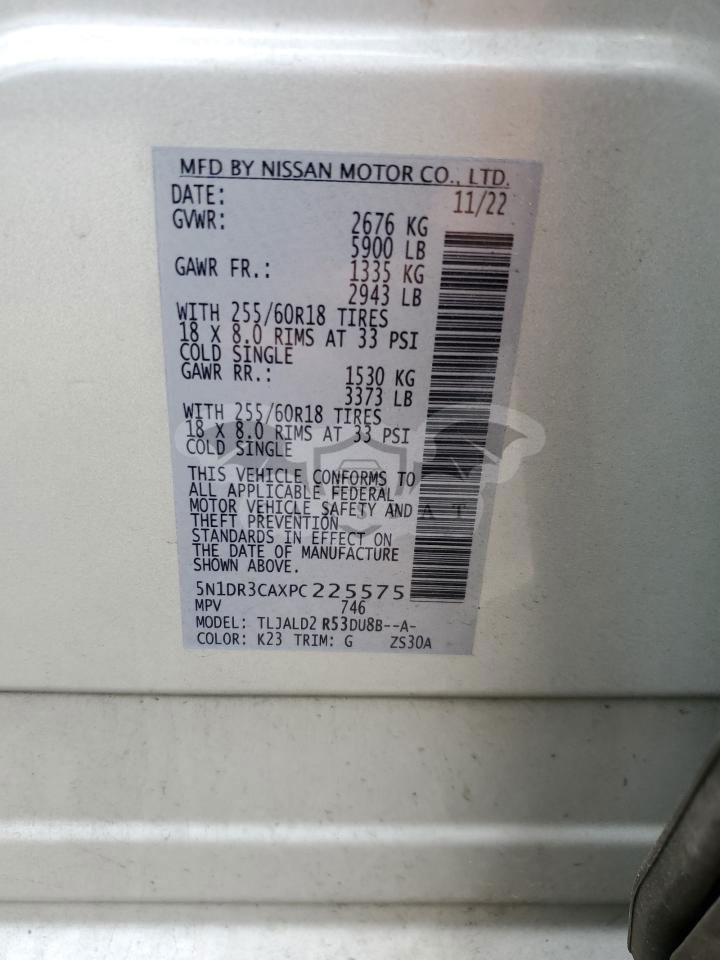 MFD BY NISSAN MOTOR CO., LTD.
DATE: 11/22
GVWR: 2676 KG
5900 LB
GAWR FR.: 1335 KG
2943 LB
WITH 255/60R18 TIRES
18 X 8.0 RIMS AT 33 PSI
COLD SINGLE
GAWR RR.: 1530 KG
3373 LB
WITH 255/60R18 TIRES
18 X 8.0 RIMS AT 33 PSI
COLD SINGLE
THIS VEHICLE CONFORMS TO
ALL APPLICABLE FEDERAL
MOTOR VEHICLE SAFETY AND
THEFT PREVENTION
STANDARDS IN EFFECT ON
THE DATE OF MANUFACTURE
SHOWN ABOVE.
5N1DR3CAXPC225575
MPV 746
MODEL: TLJALD2 R53DU8B--A-
COLOR: K23 TRIM: G ZS30A